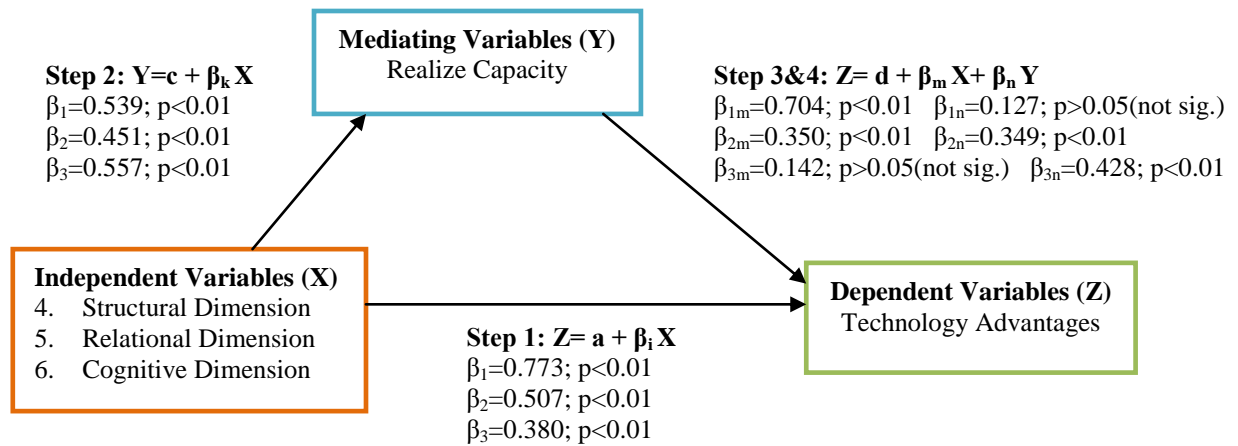 Mediating Variables (Y)
Realize Capacity
Step 2: Y=c + βk X
β1=0.539; p<0.01
β2=0.451; p<0.01
β3=0.557; p<0.01
Step 3&4: Z= d + βm X+ βn Y
β1m=0.704; p<0.01 β1n=0.127; p>0.05(not sig.)
β2m=0.350; p<0.01 β2n=0.349; p<0.01
β3m=0.142; p>0.05(not sig.) β3n=0.428; p<0.01
Independent Variables (X)
4. Structural Dimension
5. Relational Dimension
6. Cognitive Dimension
Dependent Variables (Z)
Technology Advantages
Step 1: Z= a + βi X
β1=0.773; p<0.01
β2=0.507; p<0.01
β3=0.380; p<0.01